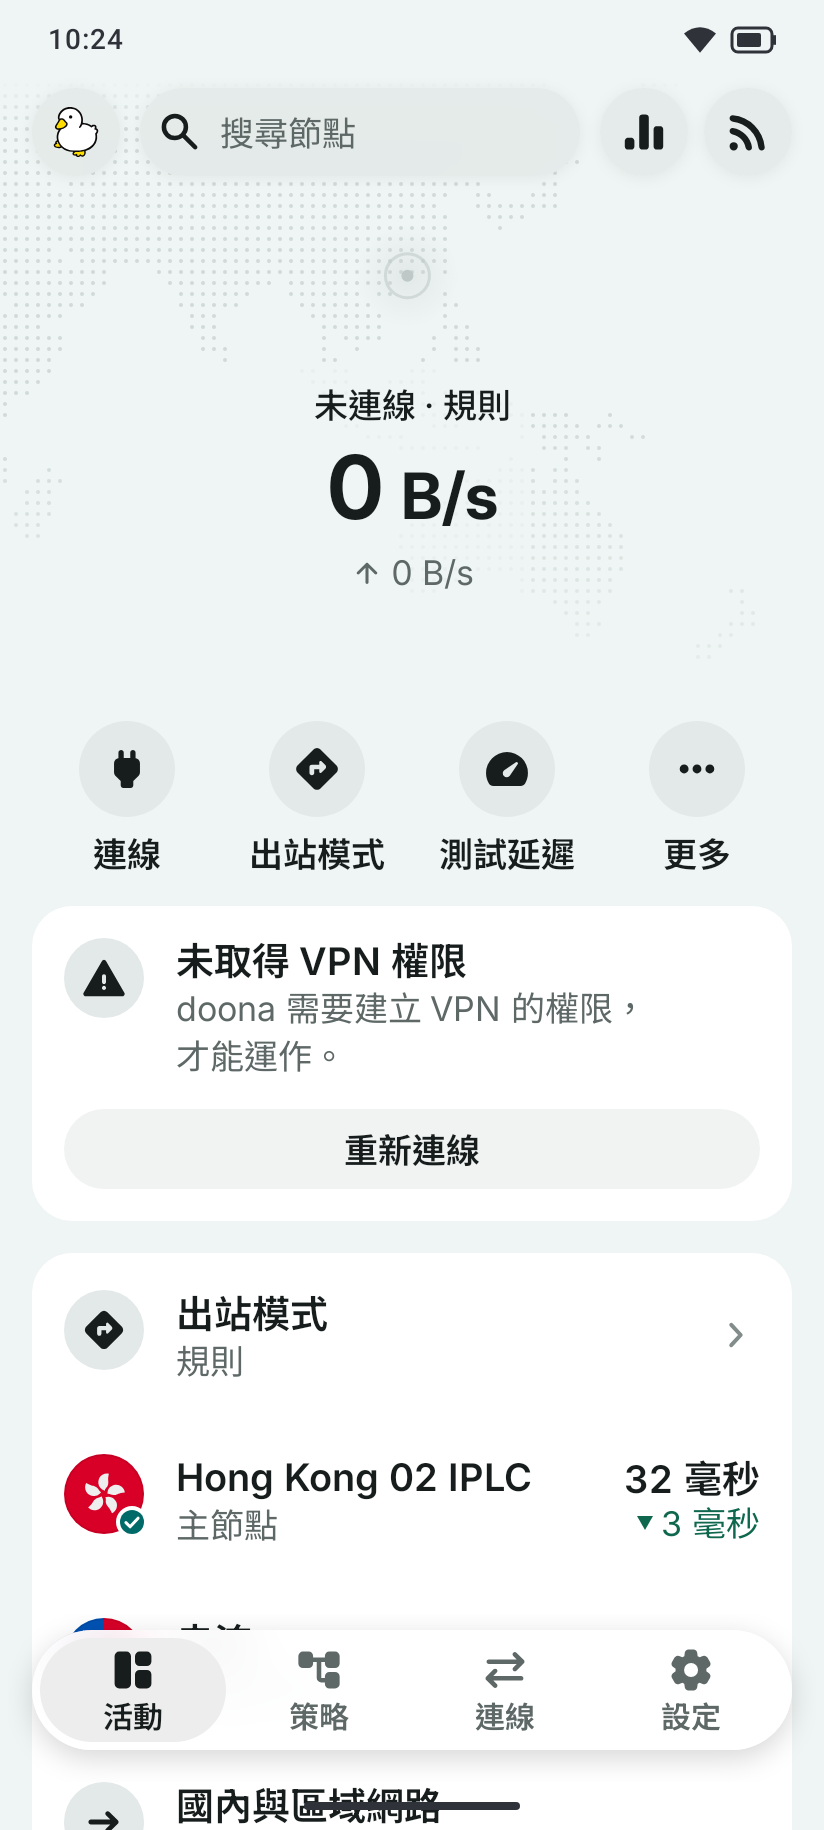 10:24
搜尋節點
未連線 · 規則
0 B/s
↑ 0 B/s
連線
出站模式
測試延遲
更多
未取得 VPN 權限
doona 需要建立 VPN 的權限，
才能運作。
重新連線
出站模式
規則
Hong Kong 02 IPLC
32 毫秒
主節點
▼3 毫秒
活動
策略
連線
設定
國內與區域網路